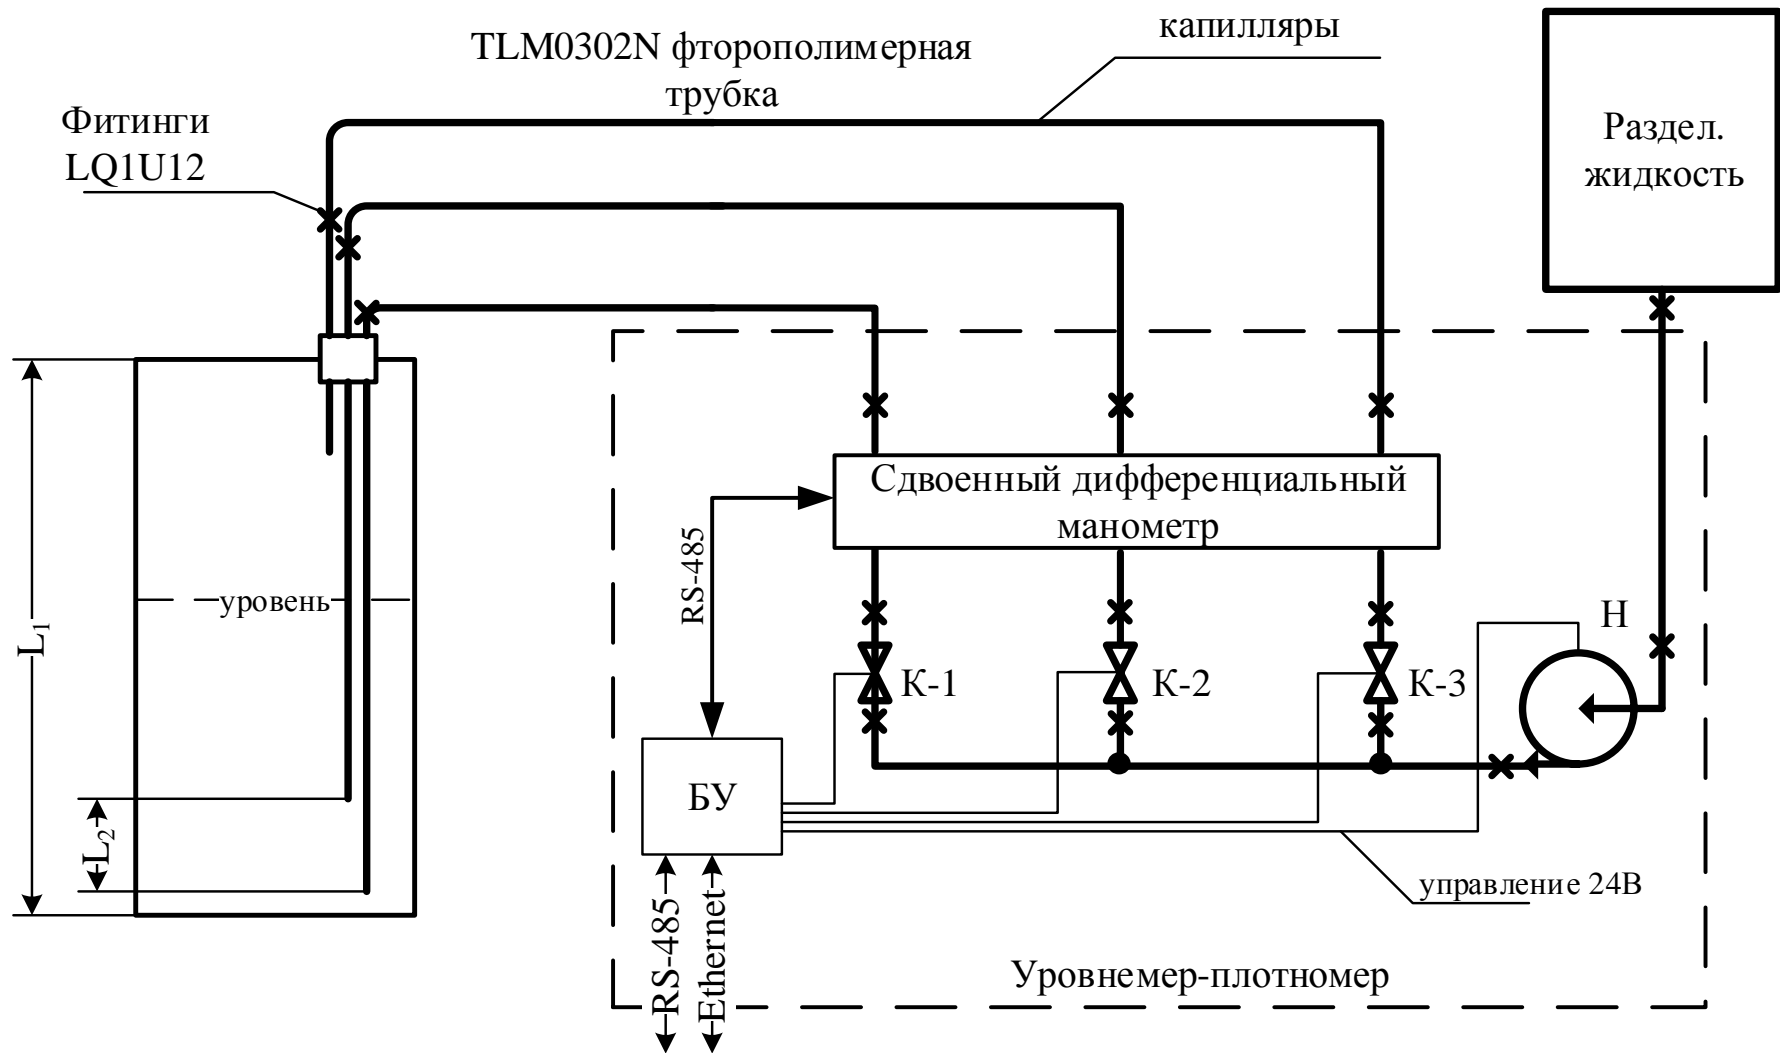 капилляры
TLM0302N фторополимерная
трубка
Фитинги
LQ1U12
Раздел.
жидкость
Сдвоенный дифференциальный
манометр
RS-485
уровень
L1
L2
Н
К-1
К-2
К-3
БУ
управление 24В
RS-485
Ethernet
Уровнемер-плотномер